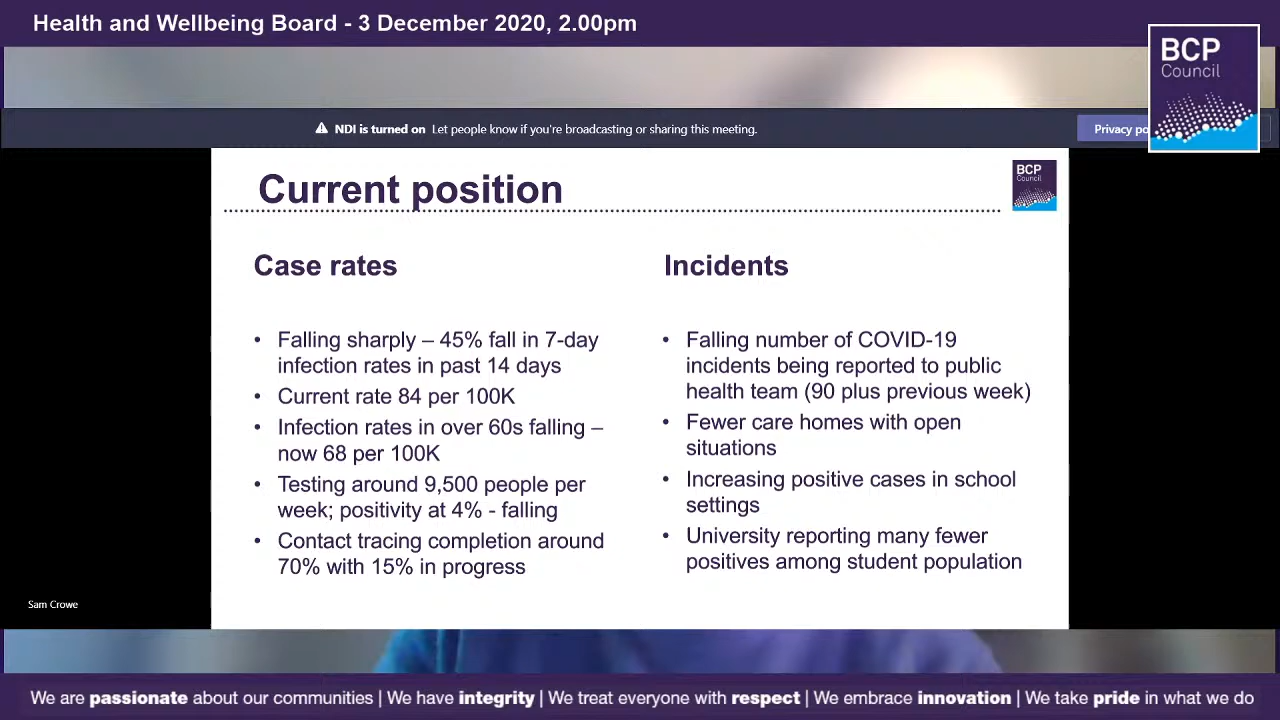 Health and Wellbeing Board - 3 December 2020, 2.00pm
BCP
Council
NDI is turned on Let people know if you're broadcasting or sharing this meeting.
Privacy po
Current position
BCP
Council
Case rates
• Falling sharply – 45% fall in 7-day
infection rates in past 14 days
• Current rate 84 per 100K
• Infection rates in over 60s falling –
now 68 per 100K
• Testing around 9,500 people per
week; positivity at 4% - falling
• Contact tracing completion around
70% with 15% in progress
Incidents
• Falling number of COVID-19
incidents being reported to public
health team (90 plus previous week)
• Fewer care homes with open
situations
• Increasing positive cases in school
settings
• University reporting many fewer
positives among student population
Sam Crowe
We are passionate about our communities | We have integrity | We treat everyone with respect | We embrace innovation | We take pride in what we do